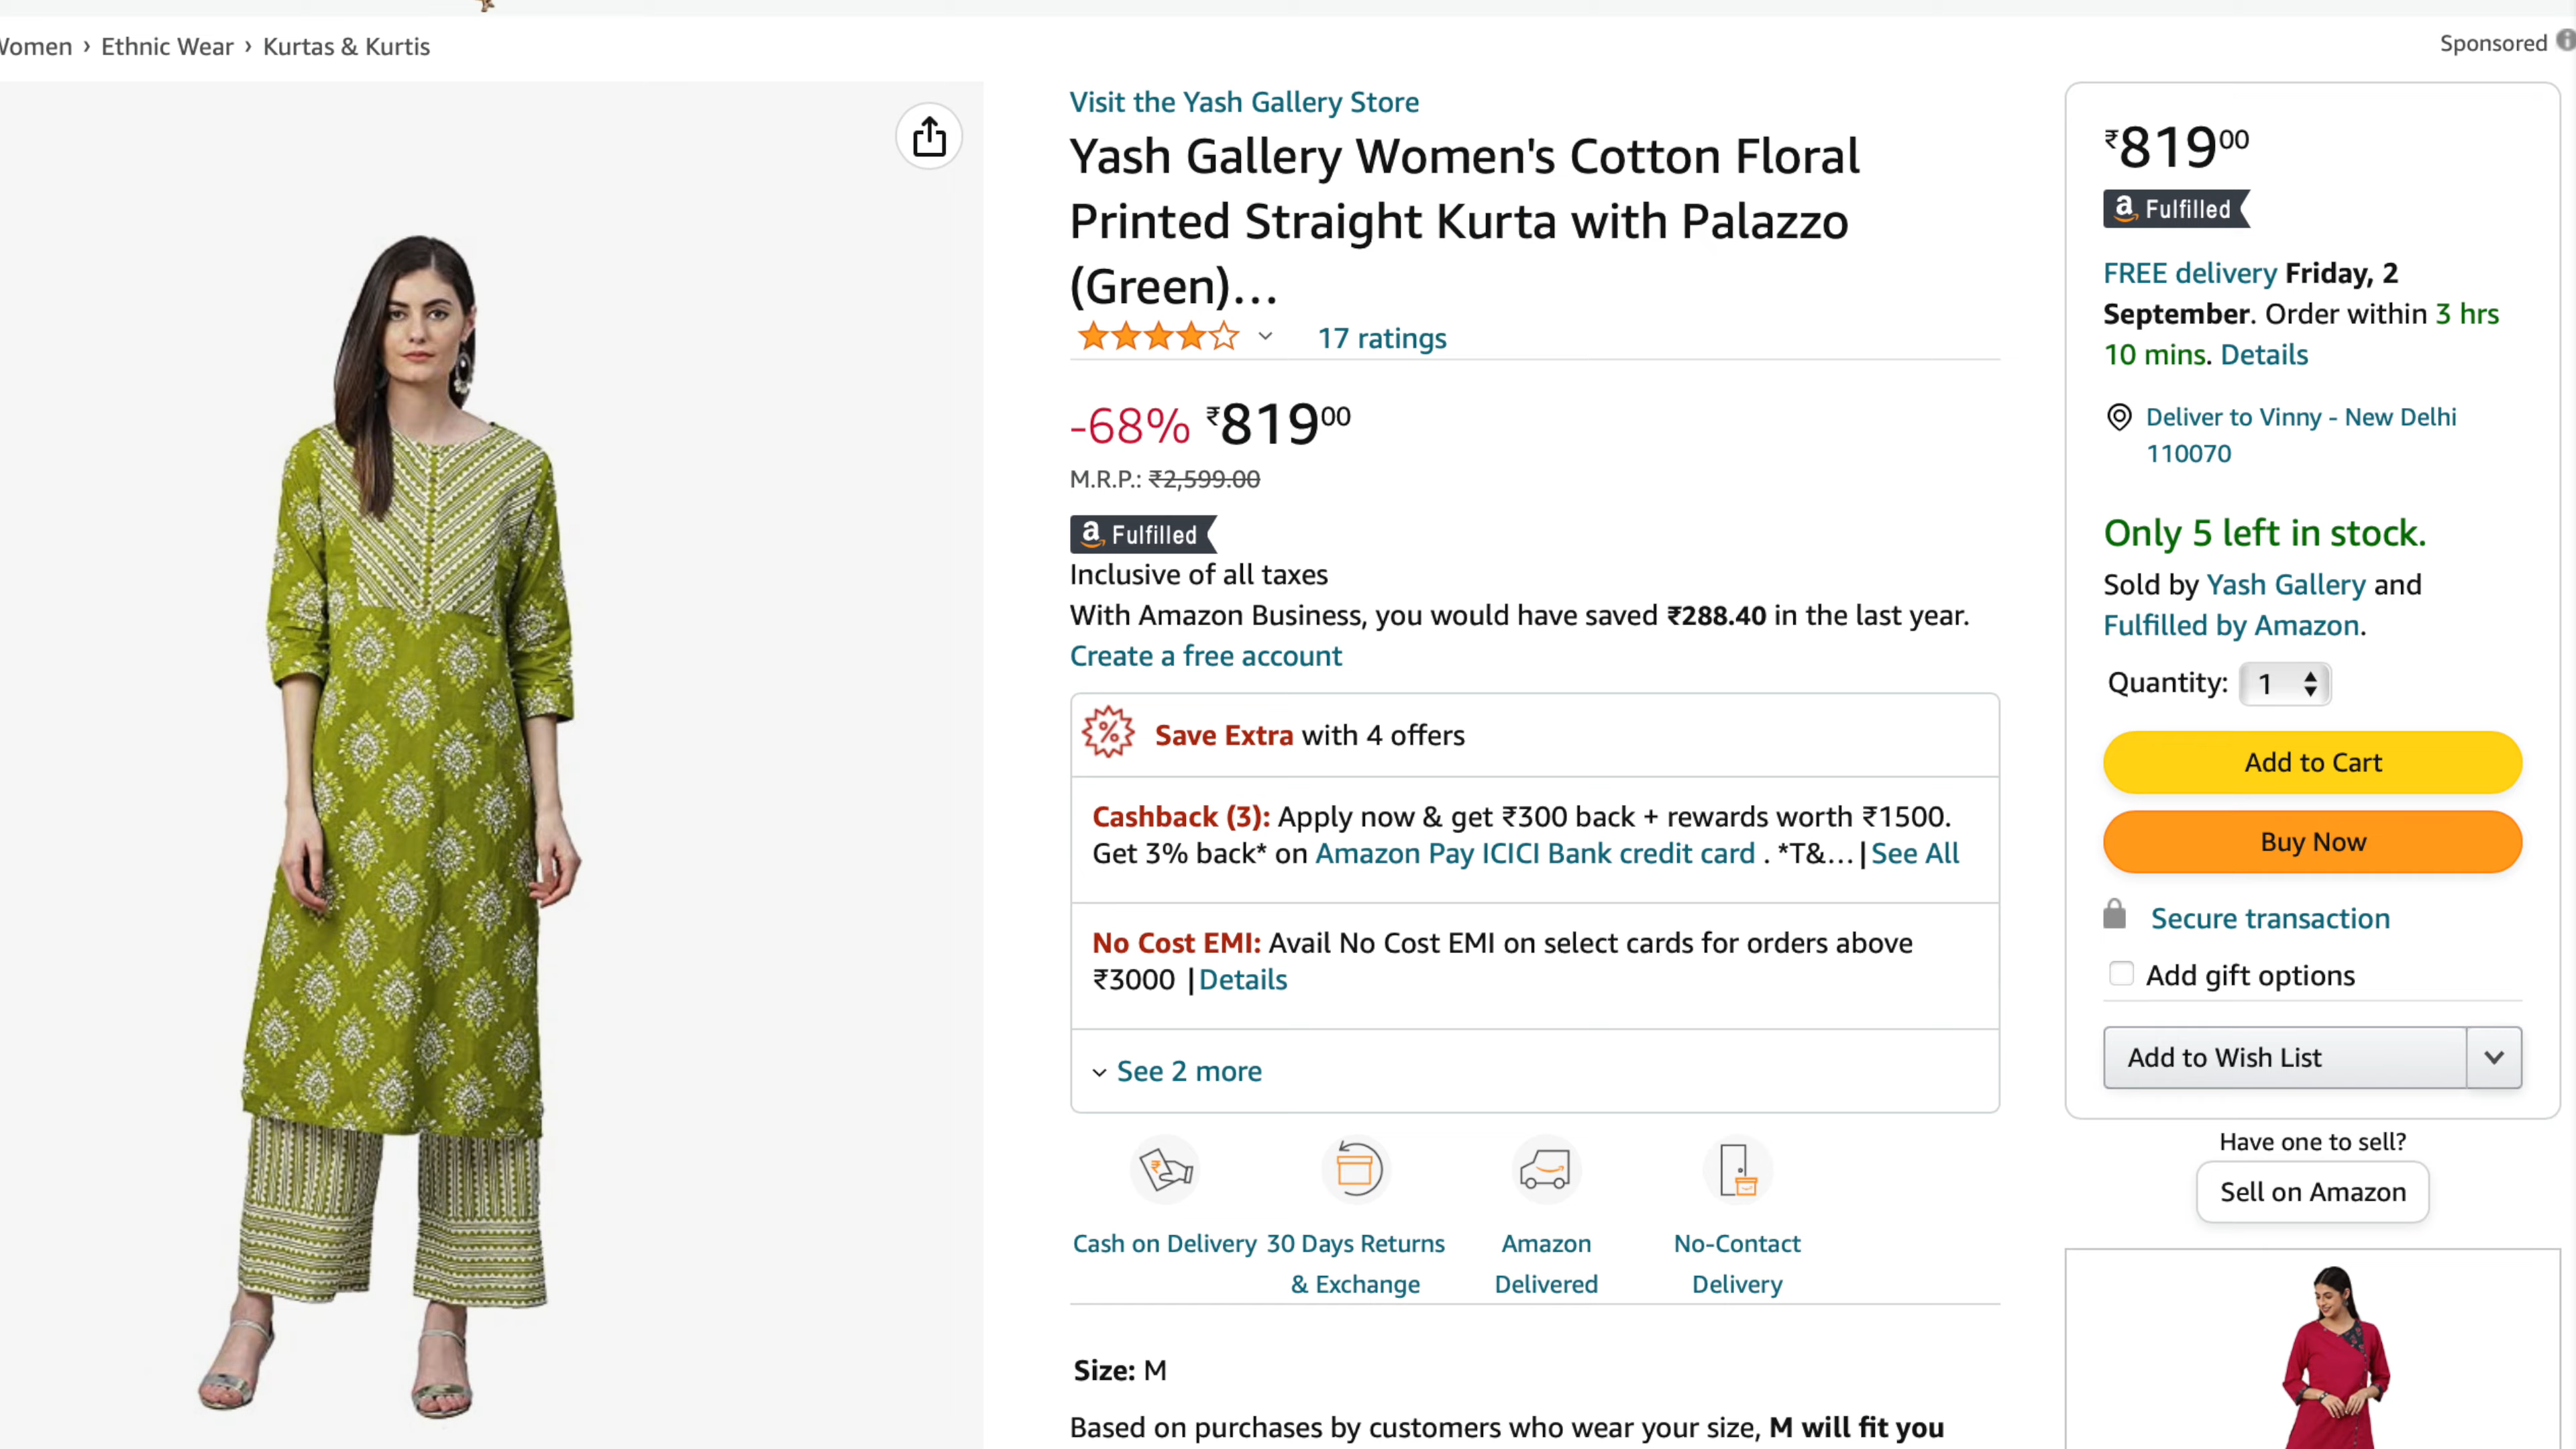 Women › Ethnic Wear › Kurtas & Kurtis
Sponsored
Visit the Yash Gallery Store
Yash Gallery Women's Cotton Floral
Printed Straight Kurta with Palazzo
(Green)...
17 ratings
-68% ₹819⁰⁰
M.R.P.: ₹2,599.00
a Fulfilled
Inclusive of all taxes
With Amazon Business, you would have saved ₹288.40 in the last year.
Create a free account
% Save Extra with 4 offers
Cashback (3): Apply now & get ₹300 back + rewards worth ₹1500.
Get 3% back* on Amazon Pay ICICI Bank credit card . *T&... | See All
No Cost EMI: Avail No Cost EMI on select cards for orders above
₹3000 | Details
See 2 more
Cash on Delivery
30 Days Returns
& Exchange
Amazon
Delivered
No-Contact
Delivery
Size: M
Based on purchases by customers who wear your size, M will fit you
₹819⁰⁰
a Fulfilled
FREE delivery Friday, 2
September. Order within 3 hrs
10 mins. Details
Deliver to Vinny - New Delhi
110070
Only 5 left in stock.
Sold by Yash Gallery and
Fulfilled by Amazon.
Quantity: 1
Add to Cart
Buy Now
Secure transaction
Add gift options
Add to Wish List
Have one to sell?
Sell on Amazon